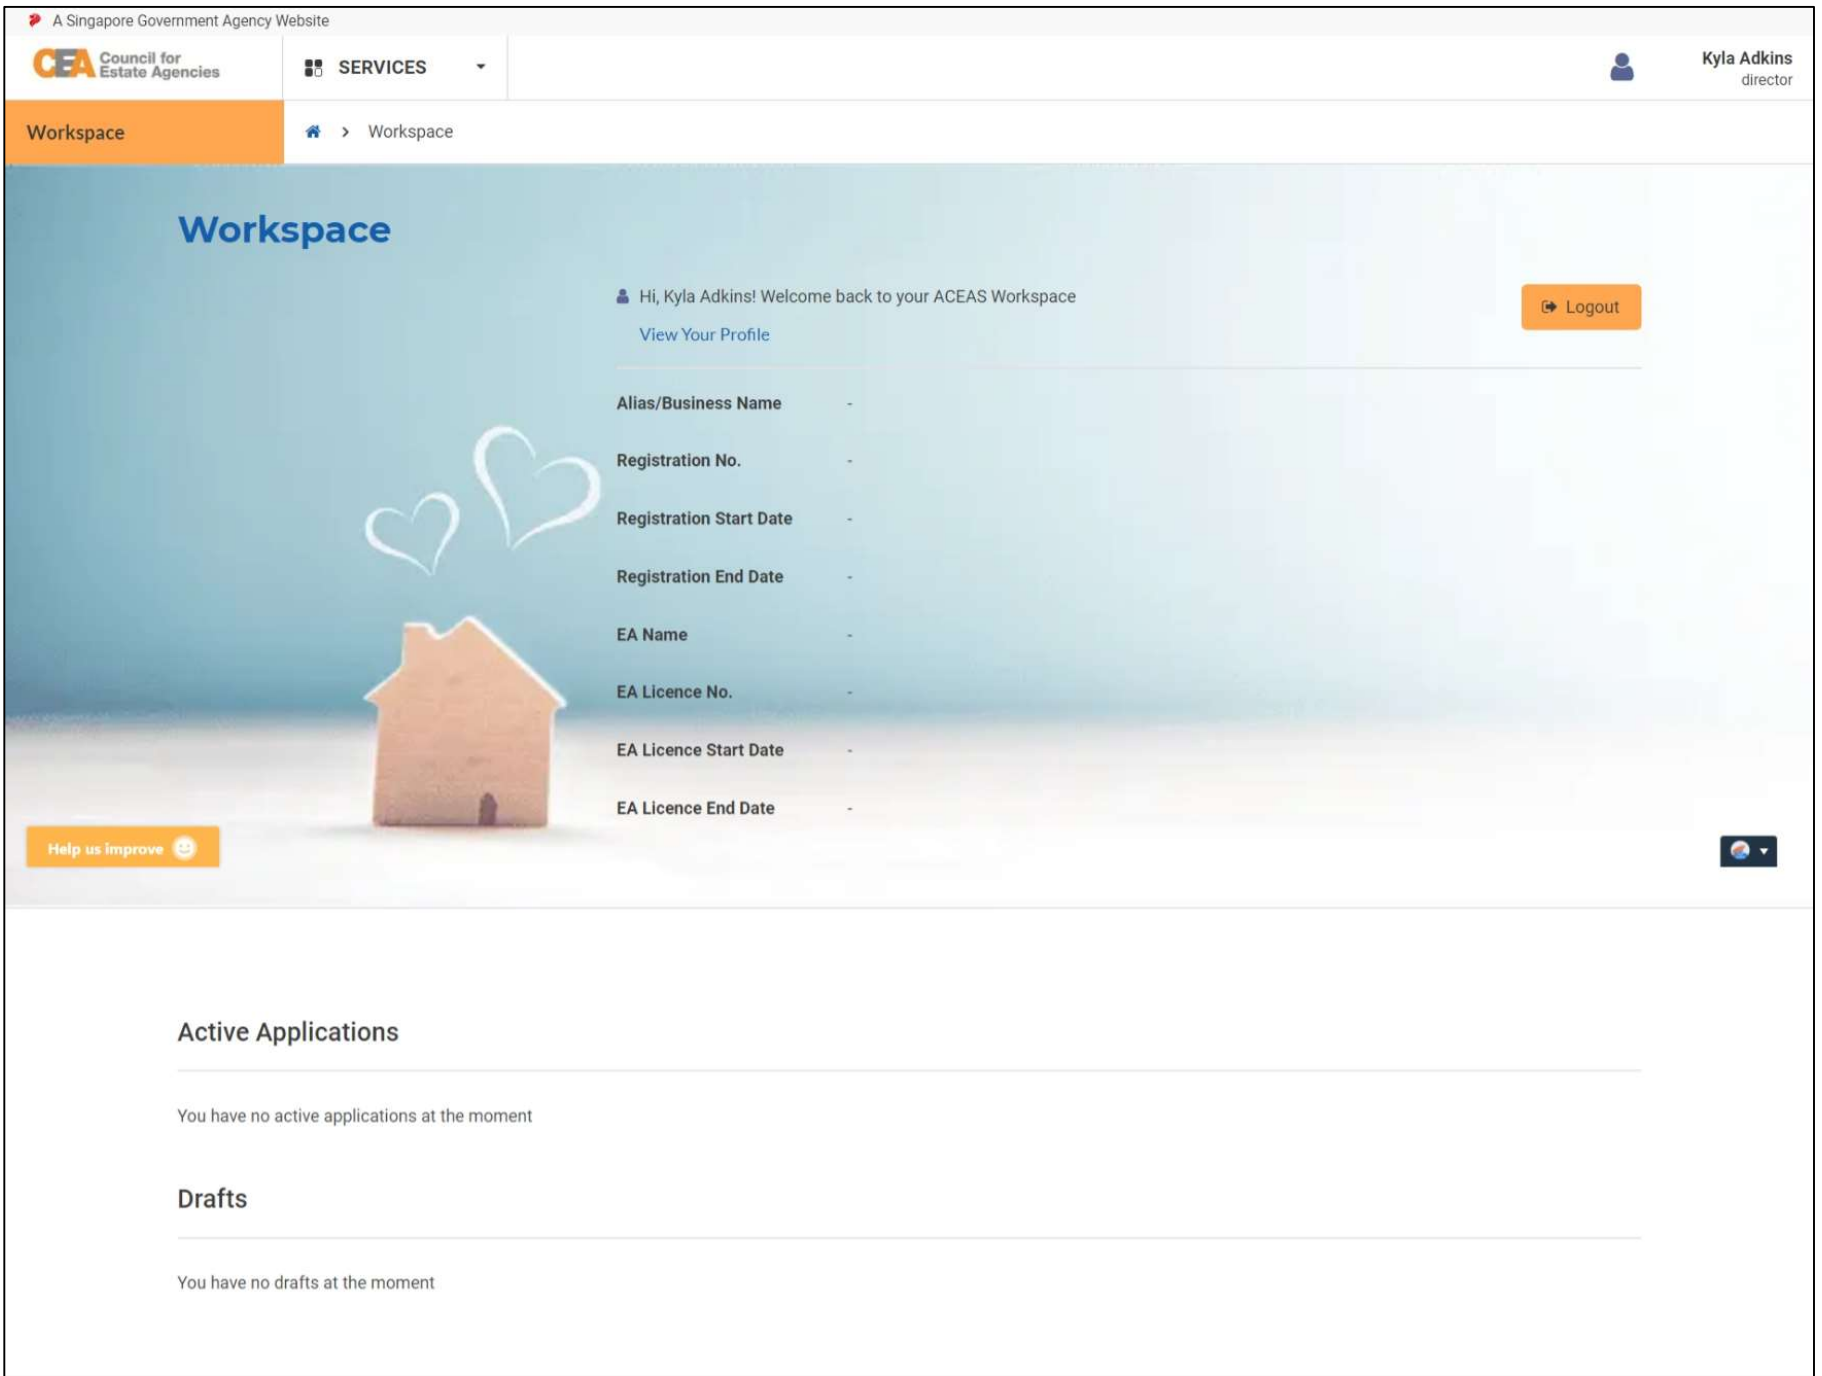 A Singapore Government Agency Website
CEA Council for Estate Agencies
SERVICES
Kyla Adkins
director
Workspace
> Workspace
Workspace
Hi, Kyla Adkins! Welcome back to your ACEAS Workspace
Logout
View Your Profile
Alias/Business Name -
Registration No. -
Registration Start Date -
Registration End Date -
EA Name -
EA Licence No. -
EA Licence Start Date -
EA Licence End Date -
Help us improve
Active Applications
You have no active applications at the moment
Drafts
You have no drafts at the moment